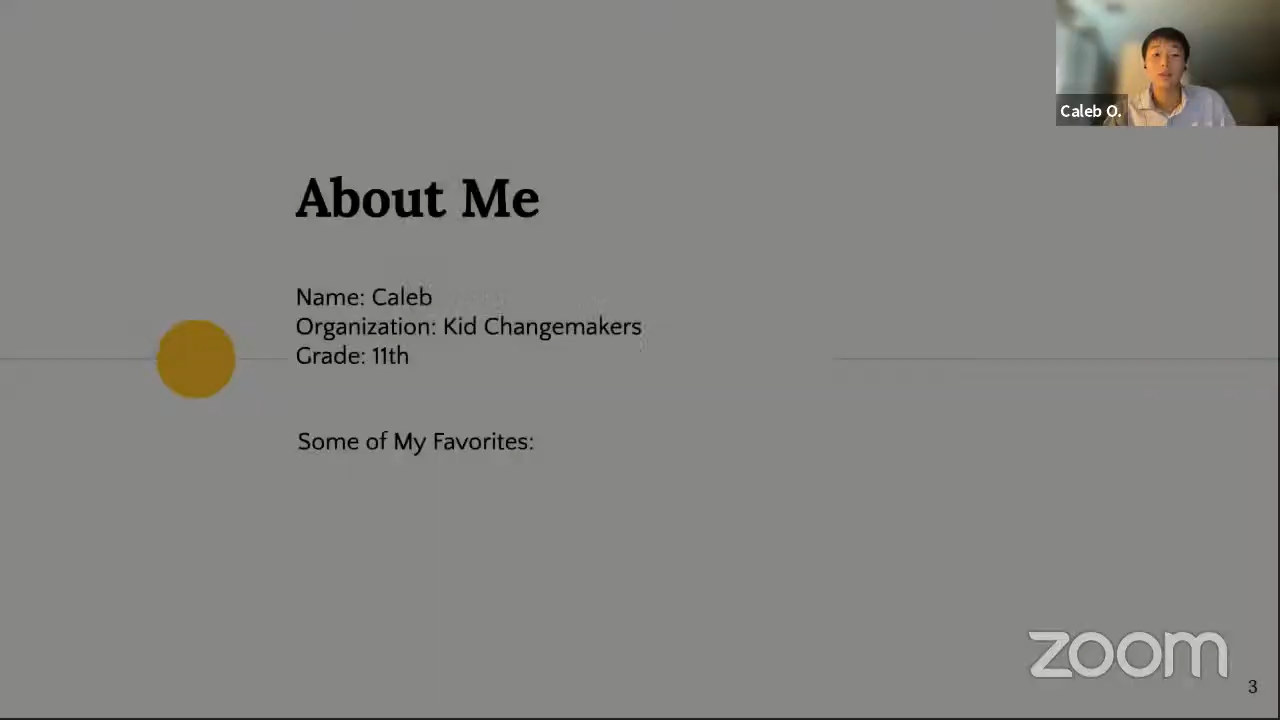 Caleb O.
About Me
Name: Caleb
Organization: Kid Changemakers
Grade: 11th
Some of My Favorites:
zoom
3